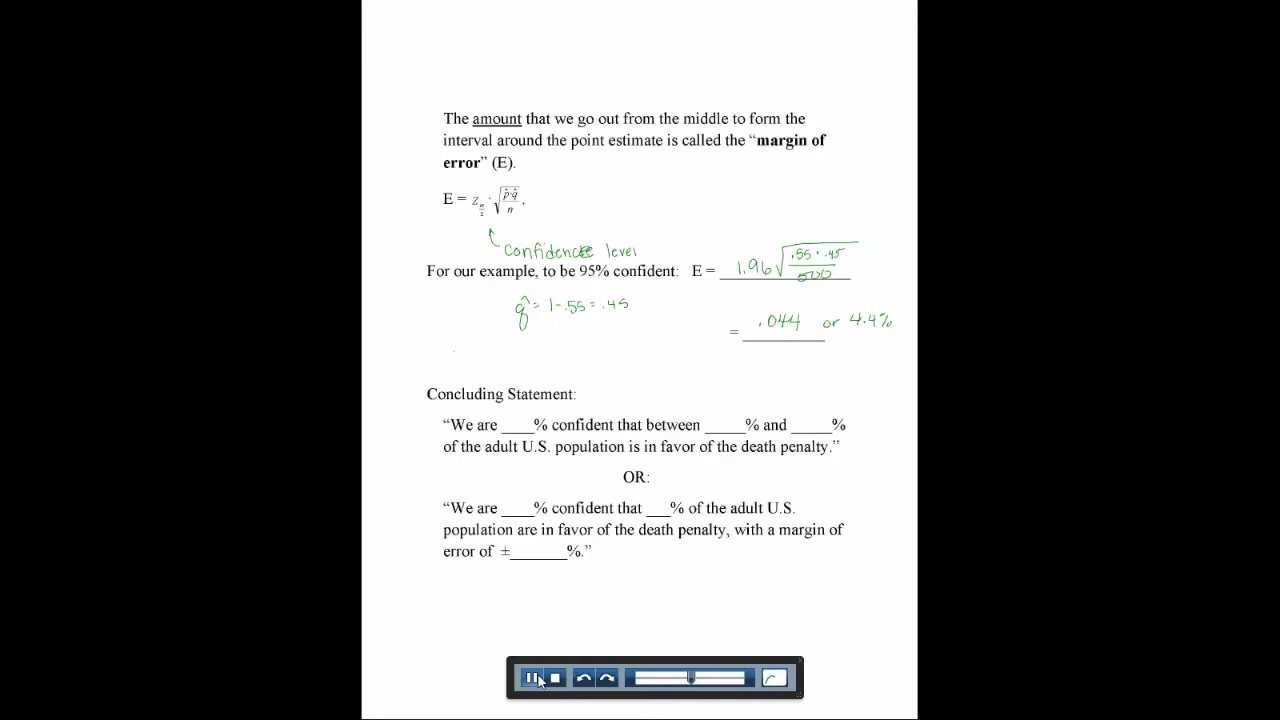 The amount that we go out from the middle to form the
interval around the point estimate is called the “margin of
error” (E).
E = z_{α/2} · √(p̂·q̂/n).
Confidence level
For our example, to be 95% confident: E = 1.96 √(.55 · .45/500)
q̂ = 1-.55 = .45
= .044 or 4.4%
Concluding Statement:
“We are ____% confident that between _____% and _____%
of the adult U.S. population is in favor of the death penalty.”
OR:
“We are ____% confident that ___% of the adult U.S.
population are in favor of the death penalty, with a margin of
error of ±_______%.”